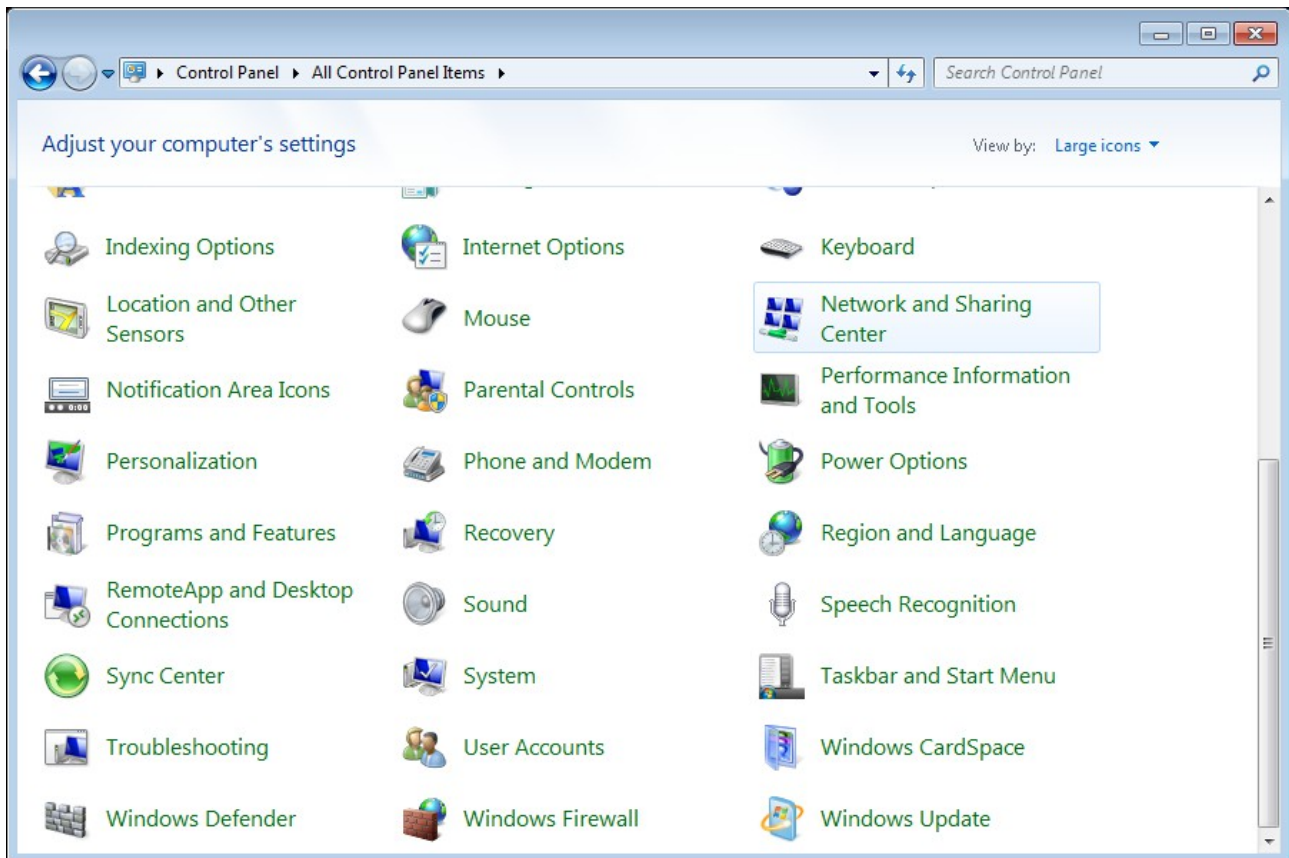 Control Panel All Control Panel Items Search Control Panel
Adjust your computer's settings View by: Large icons
Indexing Options Internet Options Keyboard
Location and Other Sensors Mouse Network and Sharing Center
Notification Area Icons Parental Controls Performance Information and Tools
Personalization Phone and Modem Power Options
Programs and Features Recovery Region and Language
RemoteApp and Desktop Connections Sound Speech Recognition
Sync Center System Taskbar and Start Menu
Troubleshooting User Accounts Windows CardSpace
Windows Defender Windows Firewall Windows Update